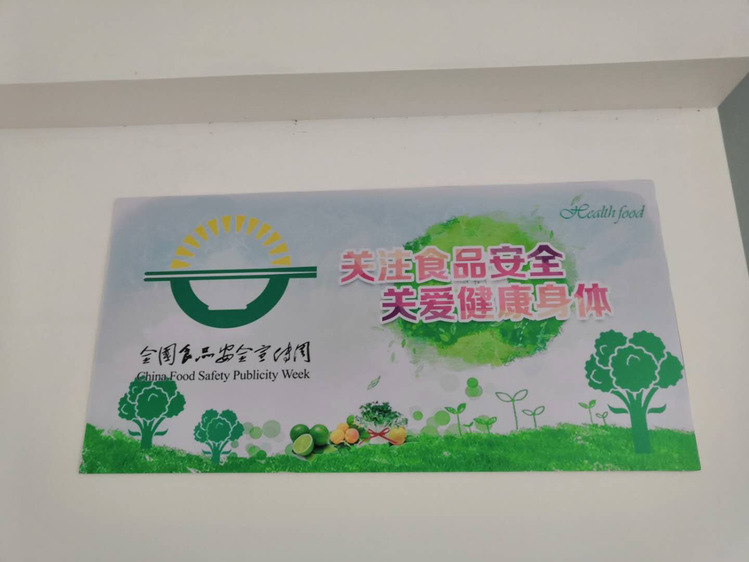 Health food
关注食品安全
关爱健康身体
全国食品安全宣传周
China Food Safety Publicity Week